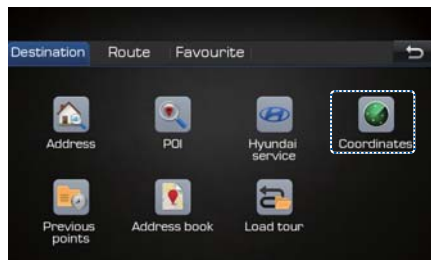 Destination Route Favourite
Address POI Hyundai service Coordinates
Previous points Address book Load tour